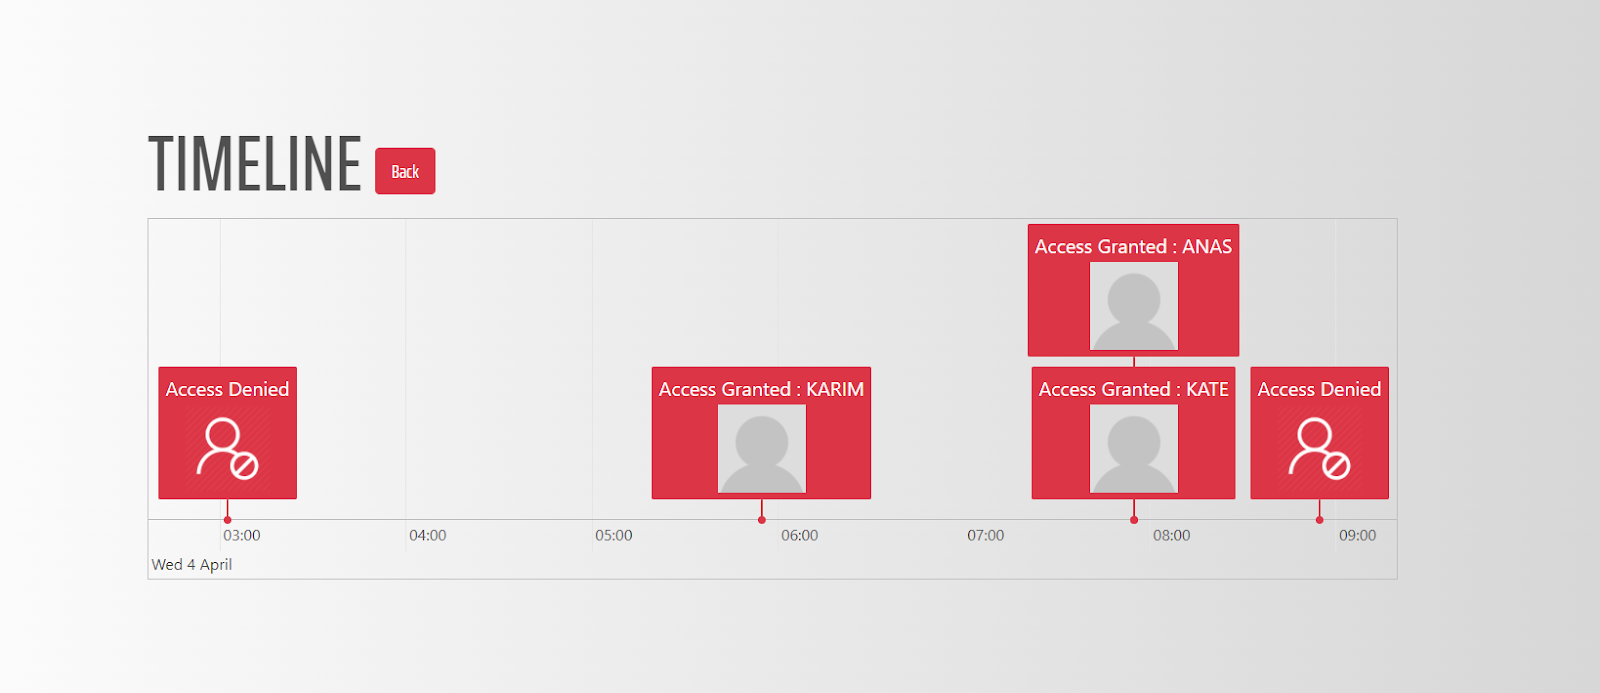 TIMELINE
Back
Access Granted : ANAS
Access Denied
Access Granted : KARIM
Access Granted : KATE
Access Denied
03:00
04:00
05:00
06:00
07:00
08:00
09:00
Wed 4 April